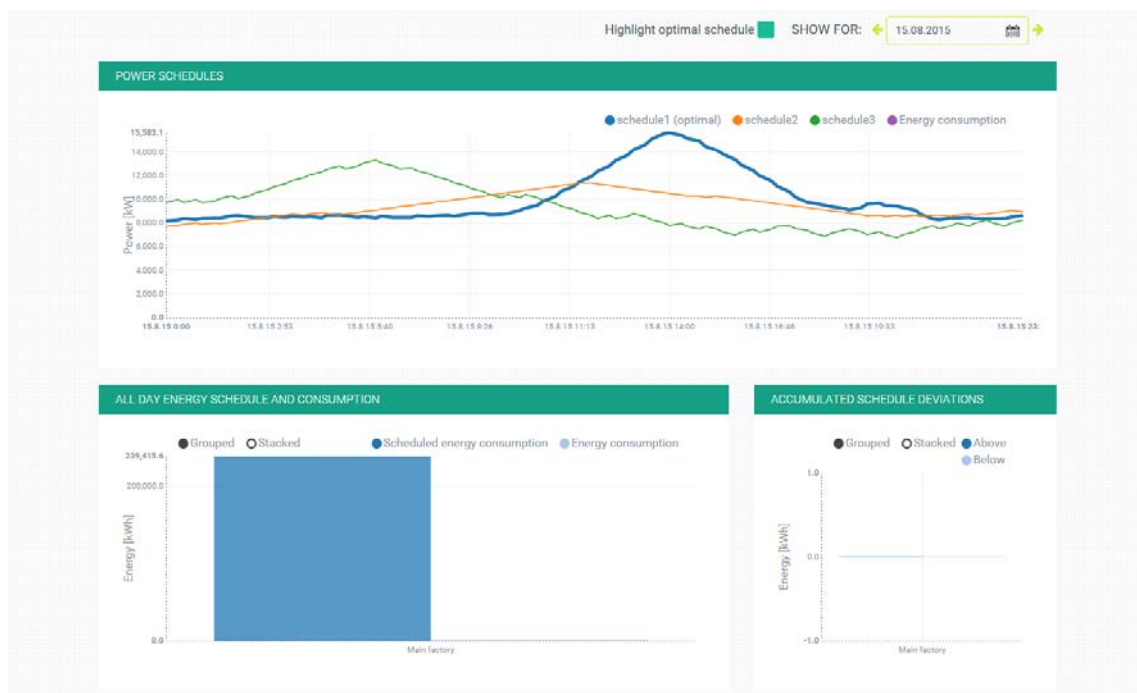 Highlight optimal schedule SHOW FOR: 15.08.2015
POWER SCHEDULES
schedule1 (optimal) schedule2 schedule3 Energy consumption
15,583.1
14,000.0
12,000.0
10,000.0
8,000.0
6,000.0
4,000.0
2,000.0
0.0
Power [kW]
15.8.15 0:00 15.8.15 2:53 15.8.15 5:40 15.8.15 8:26 15.8.15 11:13 15.8.15 14:00 15.8.15 16:46 15.8.15 19:33 15.8.15 23:
ALL DAY ENERGY SCHEDULE AND CONSUMPTION
Grouped Stacked Scheduled energy consumption Energy consumption
239,415.6
200,000.0
0.0
Energy [kWh]
Main factory
ACCUMULATED SCHEDULE DEVIATIONS
Grouped Stacked Above
Below
1.0
0.0
-1.0
Energy [kWh]
Main factory